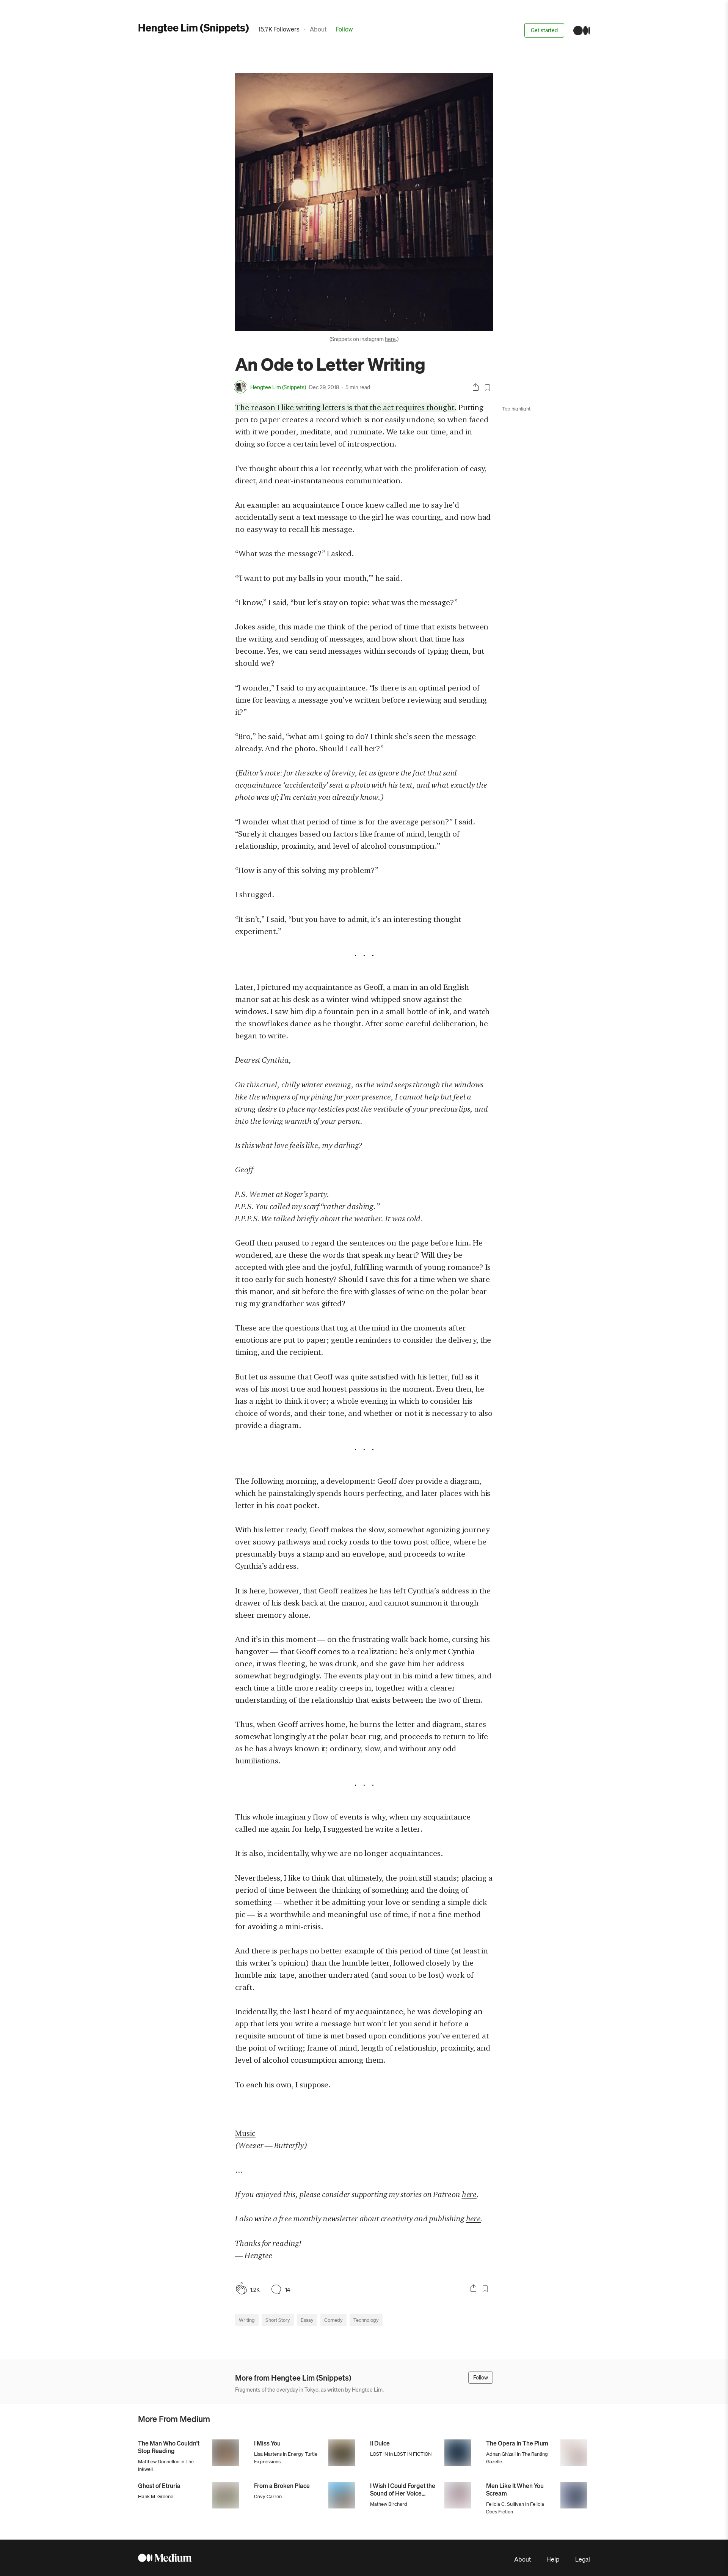 Hengtee Lim (Snippets)
15.7K Followers · About Follow
Get started
(Snippets on instagram here.)
An Ode to Letter Writing
Hengtee Lim (Snippets) Dec 29, 2016 · 5 min read
The reason I like writing letters is that the act requires thought. Putting
Top highlight
pen to paper creates a record which is not easily undone, so when faced
with it we ponder, meditate, and ruminate. We take our time, and in
doing so force a certain level of introspection.
I’ve thought about this a lot recently, what with the proliferation of easy,
direct, and near-instantaneous communication.
An example: an acquaintance I once knew called me to say he’d
accidentally sent a text message to the girl he was courting, and now had
no easy way to recall his message.
“What was the message?” I asked.
“‘I want to put my balls in your mouth,’” he said.
“I know,” I said, “but let’s stay on topic: what was the message?”
Jokes aside, this made me think of the period of time that exists between
the writing and sending of messages, and how short that time has
become. Yes, we can send messages within seconds of typing them, but
should we?
“I wonder,” I said to my acquaintance. “Is there is an optimal period of
time for leaving a message you’ve written before reviewing and sending
it?”
“Bro,” he said, “what am I going to do? I think she’s seen the message
already. And the photo. Should I call her?”
(Editor’s note: for the sake of brevity, let us ignore the fact that said
acquaintance ‘accidentally’ sent a photo with his text, and what exactly the
photo was of; I’m certain you already know.)
“I wonder what that period of time is for the average person?” I said.
“Surely it changes based on factors like frame of mind, length of
relationship, proximity, and level of alcohol consumption.”
“How is any of this solving my problem?”
I shrugged.
“It isn’t,” I said, “but you have to admit, it’s an interesting thought
experiment.”
· · ·
Later, I pictured my acquaintance as Geoff, a man in an old English
manor sat at his desk as a winter wind whipped snow against the
windows. I saw him dip a fountain pen in a small bottle of ink, and watch
the snowflakes dance as he thought. After some careful deliberation, he
began to write.
Dearest Cynthia,
On this cruel, chilly winter evening, as the wind seeps through the windows
like the whispers of my pining for your presence, I cannot help but feel a
strong desire to place my testicles past the vestibule of your precious lips, and
into the loving warmth of your person.
Is this what love feels like, my darling?
Geoff
P.S. We met at Roger’s party.
P.P.S. You called my scarf “rather dashing.”
P.P.P.S. We talked briefly about the weather. It was cold.
Geoff then paused to regard the sentences on the page before him. He
wondered, are these the words that speak my heart? Will they be
accepted with glee and the joyful, fulfilling warmth of young romance? Is
it too early for such honesty? Should I save this for a time when we share
this manor, and sit before the fire with glasses of wine on the polar bear
rug my grandfather was gifted?
These are the questions that tug at the mind in the moments after
emotions are put to paper; gentle reminders to consider the delivery, the
timing, and the recipient.
But let us assume that Geoff was quite satisfied with his letter, full as it
was of his most true and honest passions in the moment. Even then, he
has a night to think it over; a whole evening in which to consider his
choice of words, and their tone, and whether or not it is necessary to also
provide a diagram.
· · ·
The following morning, a development: Geoff does provide a diagram,
which he painstakingly spends hours perfecting, and later places with his
letter in his coat pocket.
With his letter ready, Geoff makes the slow, somewhat agonizing journey
over snowy pathways and rocky roads to the town post office, where he
presumably buys a stamp and an envelope, and proceeds to write
Cynthia’s address.
It is here, however, that Geoff realizes he has left Cynthia’s address in the
drawer of his desk back at the manor, and cannot summon it through
sheer memory alone.
And it’s in this moment — on the frustrating walk back home, cursing his
hangover — that Geoff comes to a realization: he’s only met Cynthia
once, it was fleeting, he was drunk, and she gave him her address
somewhat begrudgingly. The events play out in his mind a few times, and
each time a little more reality creeps in, together with a clearer
understanding of the relationship that exists between the two of them.
Thus, when Geoff arrives home, he burns the letter and diagram, stares
somewhat longingly at the polar bear rug, and proceeds to return to life
as he has always known it; ordinary, slow, and without any odd
humiliations.
· · ·
This whole imaginary flow of events is why, when my acquaintance
called me again for help, I suggested he write a letter.
It is also, incidentally, why we are no longer acquaintances.
Nevertheless, I like to think that ultimately, the point still stands; placing a
period of time between the thinking of something and the doing of
something — whether it be admitting your love or sending a simple dick
pic — is a worthwhile and meaningful use of time, if not a fine method
for avoiding a mini-crisis.
And there is perhaps no better example of this period of time (at least in
this writer’s opinion) than the humble letter, followed closely by the
humble mix-tape, another underrated (and soon to be lost) work of
craft.
Incidentally, the last I heard of my acquaintance, he was developing an
app that lets you write a message but won’t let you send it before a
requisite amount of time is met based upon conditions you’ve entered at
the point of writing; frame of mind, length of relationship, proximity, and
level of alcohol consumption among them.
To each his own, I suppose.
— -
Music
(Weezer — Butterfly)
…
If you enjoyed this, please consider supporting my stories on Patreon here.
I also write a free monthly newsletter about creativity and publishing here.
Thanks for reading!
— Hengtee
1.2K 14
Writing Short Story Essay Comedy Technology
More from Hengtee Lim (Snippets)
Follow
Fragments of the everyday in Tokyo, as written by Hengtee Lim.
More From Medium
The Man Who Couldn’t
Stop Reading
Matthew Donnellon in The
Inkwell
I Miss You
Lisa Martens in Energy Turtle
Expressions
Il Dulce
LOST IN in LOST IN FICTION
The Opera In The Plum
Adnan Gh'zali in The Ranting
Gazelle
Ghost of Etruria
Hank M. Greene
From a Broken Place
Davy Carren
I Wish I Could Forget the
Sound of Her Voice…
Mathew Birchard
Men Like It When You
Scream
Felicia C. Sullivan in Felicia
Does Fiction
Medium
About Help Legal